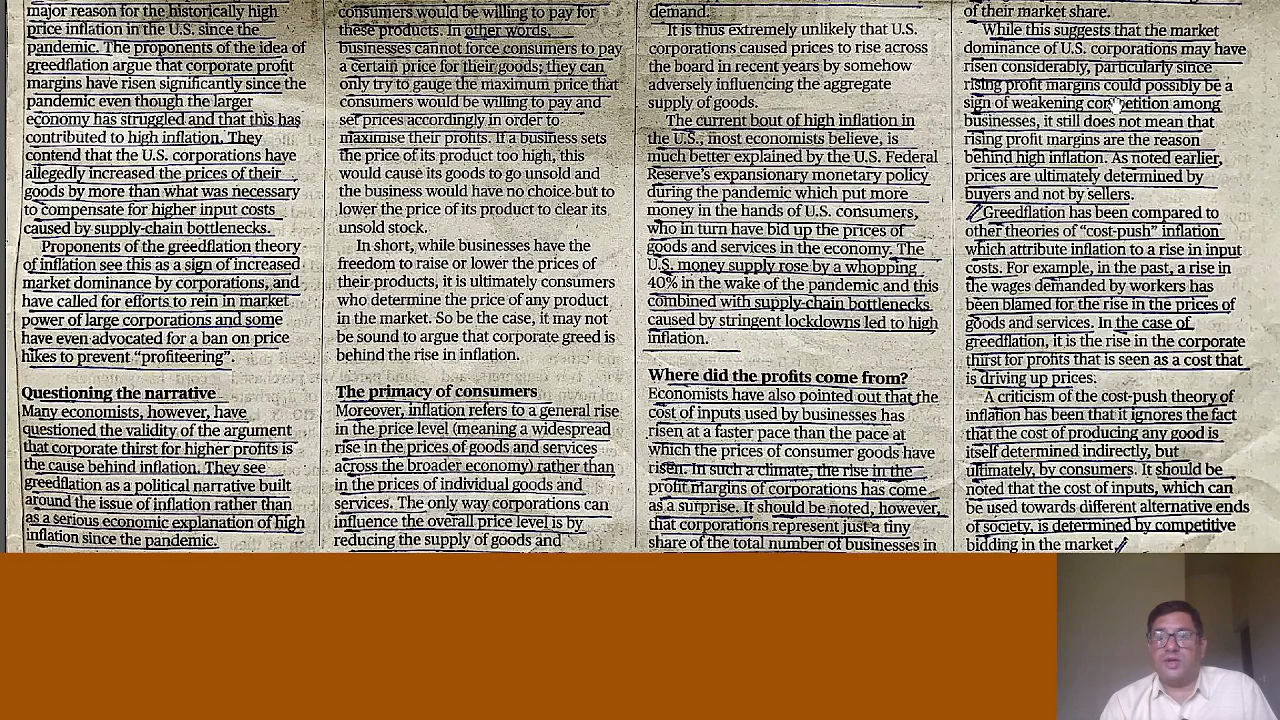 major reason for the historically high
price inflation in the U.S. since the
pandemic. The proponents of the idea of
greedflation argue that corporate profit
margins have risen significantly since the
pandemic even though the larger
economy has struggled and that this has
contributed to high inflation. They
contend that the U.S. corporations have
allegedly increased the prices of their
goods by more than what was necessary
to compensate for higher input costs
caused by supply-chain bottlenecks.
Proponents of the greedflation theory
of inflation see this as a sign of increased
market dominance by corporations, and
have called for efforts to rein in market
power of large corporations and some
have even advocated for a ban on price
hikes to prevent “profiteering”.
Questioning the narrative
Many economists, however, have
questioned the validity of the argument
that corporate thirst for higher profits is
the cause behind inflation. They see
greedflation as a political narrative built
around the issue of inflation rather than
as a serious economic explanation of high
inflation since the pandemic.
consumers would be willing to pay for
these products. In other words,
businesses cannot force consumers to pay
a certain price for their goods; they can
only try to gauge the maximum price that
consumers would be willing to pay and
set prices accordingly in order to
maximise their profits. If a business sets
the price of its product too high, this
would cause its goods to go unsold and
the business would have no choice but to
lower the price of its product to clear its
unsold stock.
In short, while businesses have the
freedom to raise or lower the prices of
their products, it is ultimately consumers
who determine the price of any product
in the market. So be the case, it may not
be sound to argue that corporate greed is
behind the rise in inflation.
The primacy of consumers
Moreover, inflation refers to a general rise
in the price level (meaning a widespread
rise in the prices of goods and services
across the broader economy) rather than
in the prices of individual goods and
services. The only way corporations can
influence the overall price level is by
reducing the supply of goods and
demand.
It is thus extremely unlikely that U.S.
corporations caused prices to rise across
the board in recent years by somehow
adversely influencing the aggregate
supply of goods.
The current bout of high inflation in
the U.S., most economists believe, is
much better explained by the U.S. Federal
Reserve’s expansionary monetary policy
during the pandemic which put more
money in the hands of U.S. consumers,
who in turn have bid up the prices of
goods and services in the economy. The
U.S. money supply rose by a whopping
40% in the wake of the pandemic and this
combined with supply-chain bottlenecks
caused by stringent lockdowns led to high
inflation.
Where did the profits come from?
Economists have also pointed out that the
cost of inputs used by businesses has
risen at a faster pace than the pace at
which the prices of consumer goods have
risen. In such a climate, the rise in the
profit margins of corporations has come
as a surprise. It should be noted, however,
that corporations represent just a tiny
share of the total number of businesses in
of their market share.
While this suggests that the market
dominance of U.S. corporations may have
risen considerably, particularly since
rising profit margins could possibly be a
sign of weakening competition among
businesses, it still does not mean that
rising profit margins are the reason
behind high inflation. As noted earlier,
prices are ultimately determined by
buyers and not by sellers.
Greedflation has been compared to
other theories of “cost-push” inflation
which attribute inflation to a rise in input
costs. For example, in the past, a rise in
the wages demanded by workers has
been blamed for the rise in the prices of
goods and services. In the case of
greedflation, it is the rise in the corporate
thirst for profits that is seen as a cost that
is driving up prices.
A criticism of the cost-push theory of
inflation has been that it ignores the fact
that the cost of producing any good is
itself determined indirectly, but
ultimately, by consumers. It should be
noted that the cost of inputs, which can
be used towards different alternative ends
of society, is determined by competitive
bidding in the market.